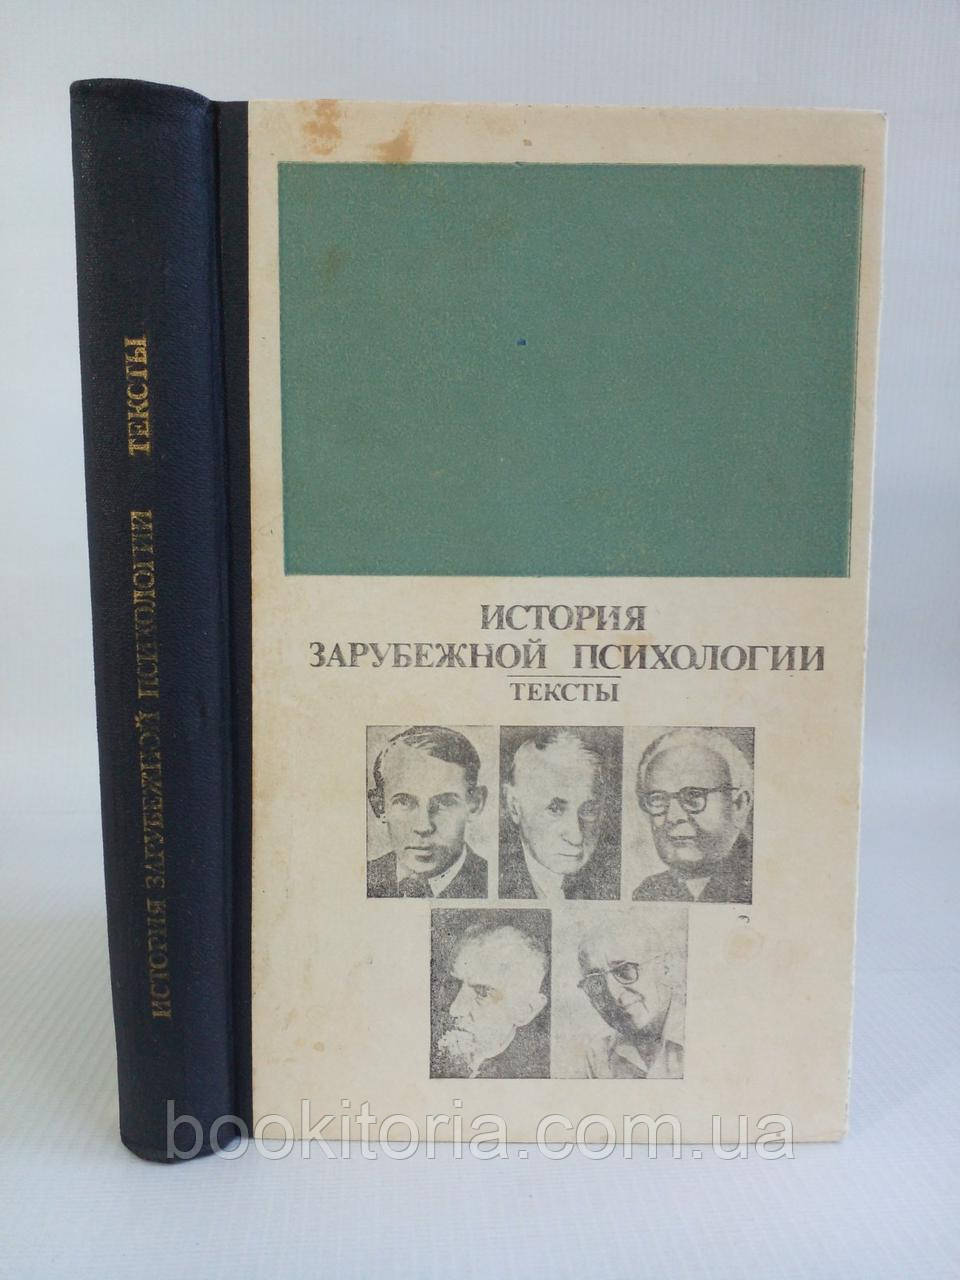 ИСТОРИЯ ЗАРУБЕЖНОЙ ПСИХОЛОГИИ ТЕКСТЫ
ИСТОРИЯ
ЗАРУБЕЖНОЙ ПСИХОЛОГИИ
ТЕКСТЫ
bookitoria.com.ua